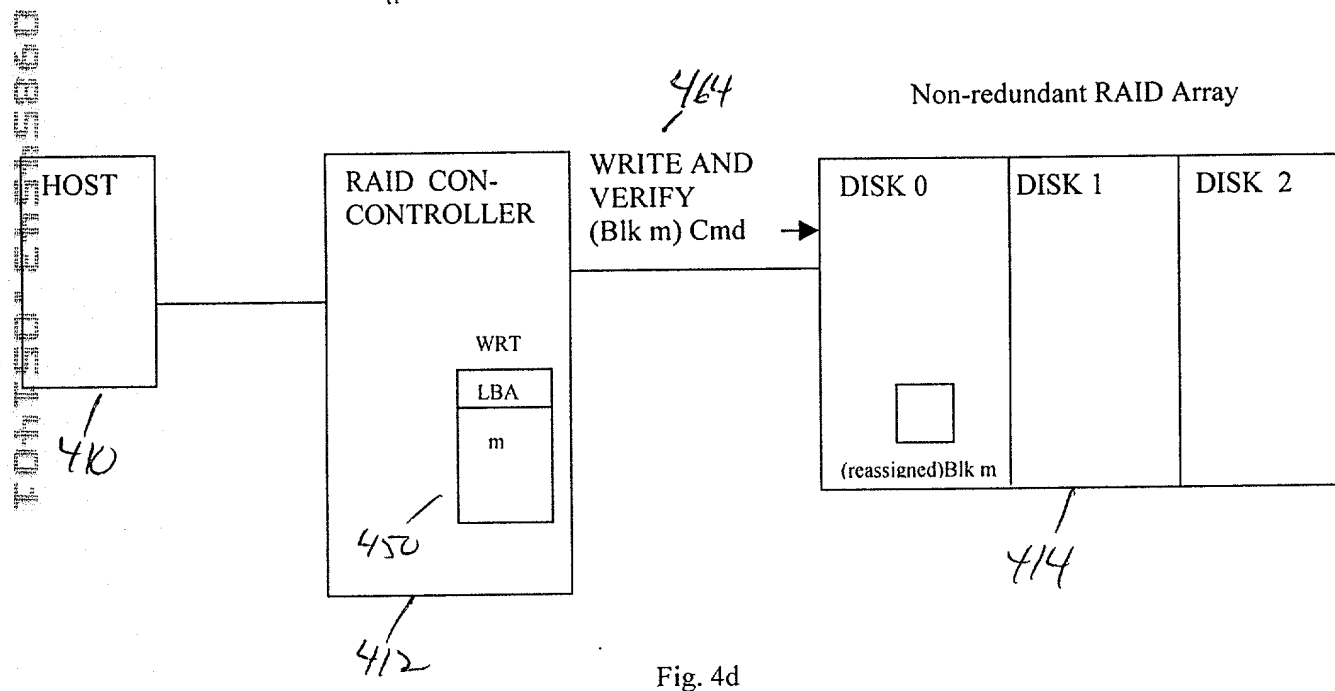 464
Non-redundant RAID Array
HOST
RAID CON-
CONTROLLER
WRITE AND
VERIFY
(Blk m) Cmd
DISK 0
DISK 1
DISK 2
WRT
LBA
m
(reassigned)Blk m
410
450
412
414
Fig. 4d